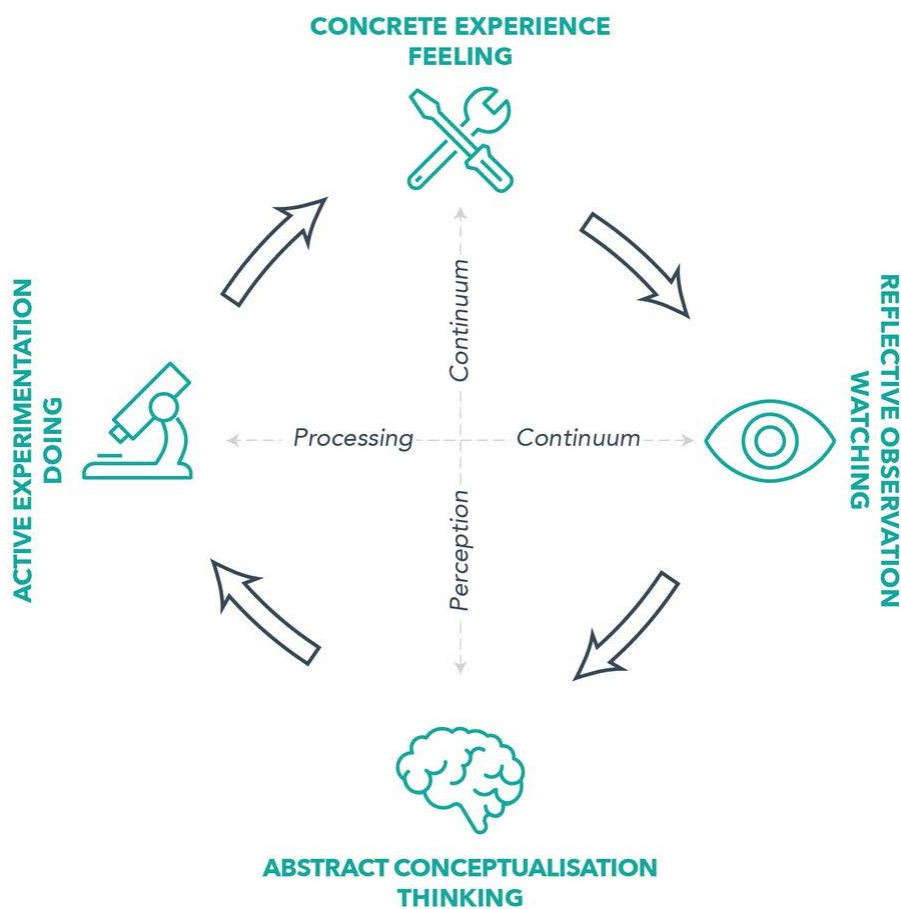 CONCRETE EXPERIENCE
FEELING
Continuum
REFLECTIVE OBSERVATION
WATCHING
ACTIVE EXPERIMENTATION
DOING
Processing
Continuum
Perception
ABSTRACT CONCEPTUALISATION
THINKING